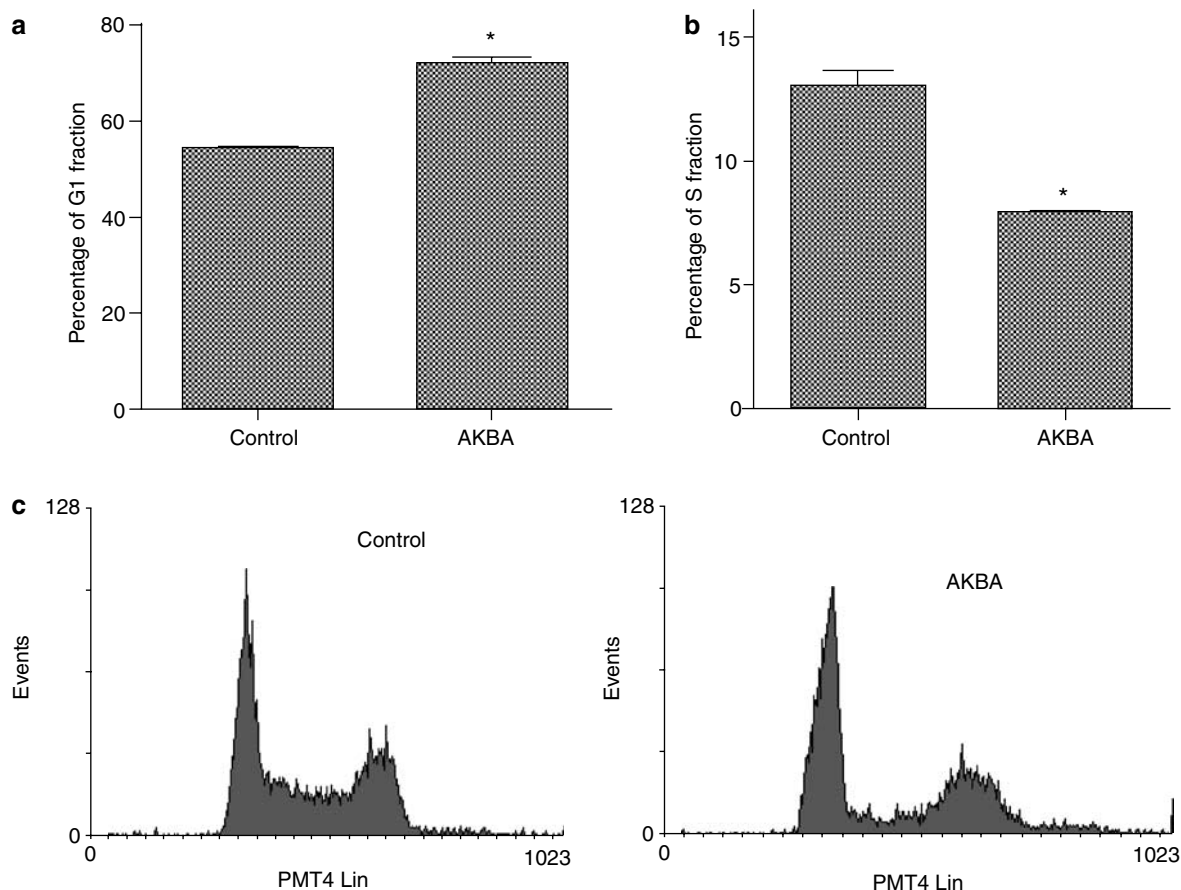 a
80
60
40
20
0
Percentage of G1 fraction
*
Control
AKBA
b
15
10
5
0
Percentage of S fraction
*
Control
AKBA
c
128
0
Events
Control
0
1023
PMT4 Lin
128
0
Events
AKBA
0
1023
PMT4 Lin